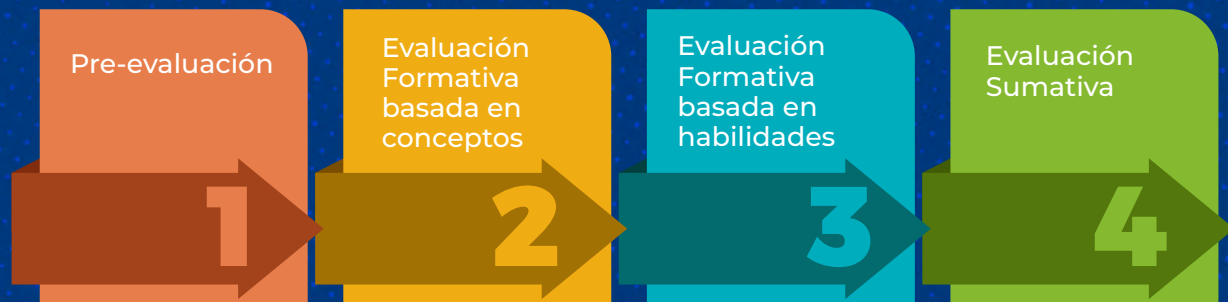 Pre-evaluación
1
Evaluación
Formativa
basada en
conceptos
2
Evaluación
Formativa
basada en
habilidades
3
Evaluación
Sumativa
4